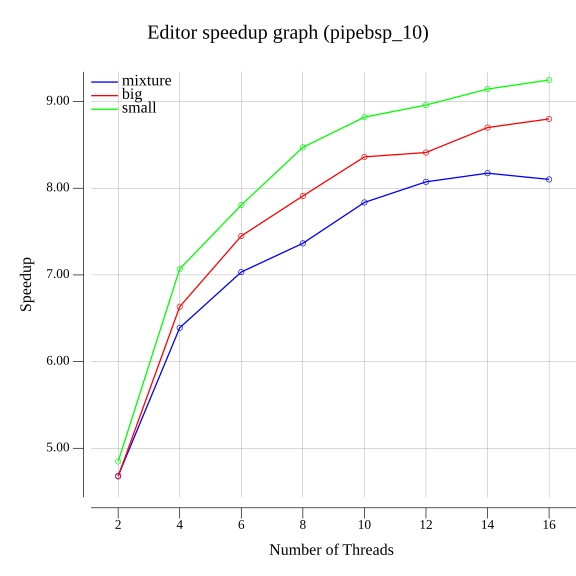 Editor speedup graph (pipebsp_10)
mixture
big
small
9.00
8.00
7.00
6.00
5.00
Speedup
2 4 6 8 10 12 14 16
Number of Threads